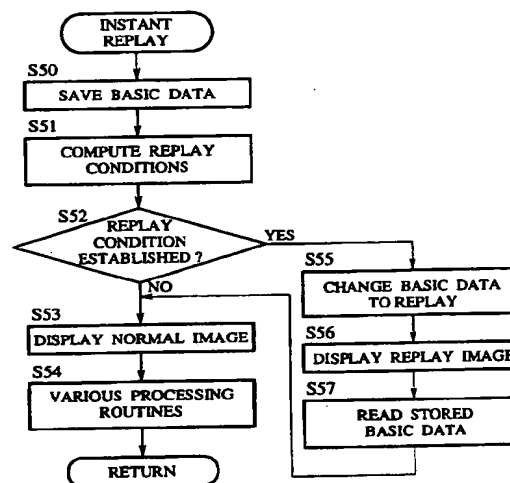 INSTANT
REPLAY
S50
SAVE BASIC DATA
S51
COMPUTE REPLAY
CONDITIONS
S52
REPLAY
CONDITION
ESTABLISHED ?
YES
NO
S53
DISPLAY NORMAL IMAGE
S54
VARIOUS PROCESSING
ROUTINES
RETURN
S55
CHANGE BASIC DATA
TO REPLAY
S56
DISPLAY REPLAY IMAGE
S57
READ STORED
BASIC DATA